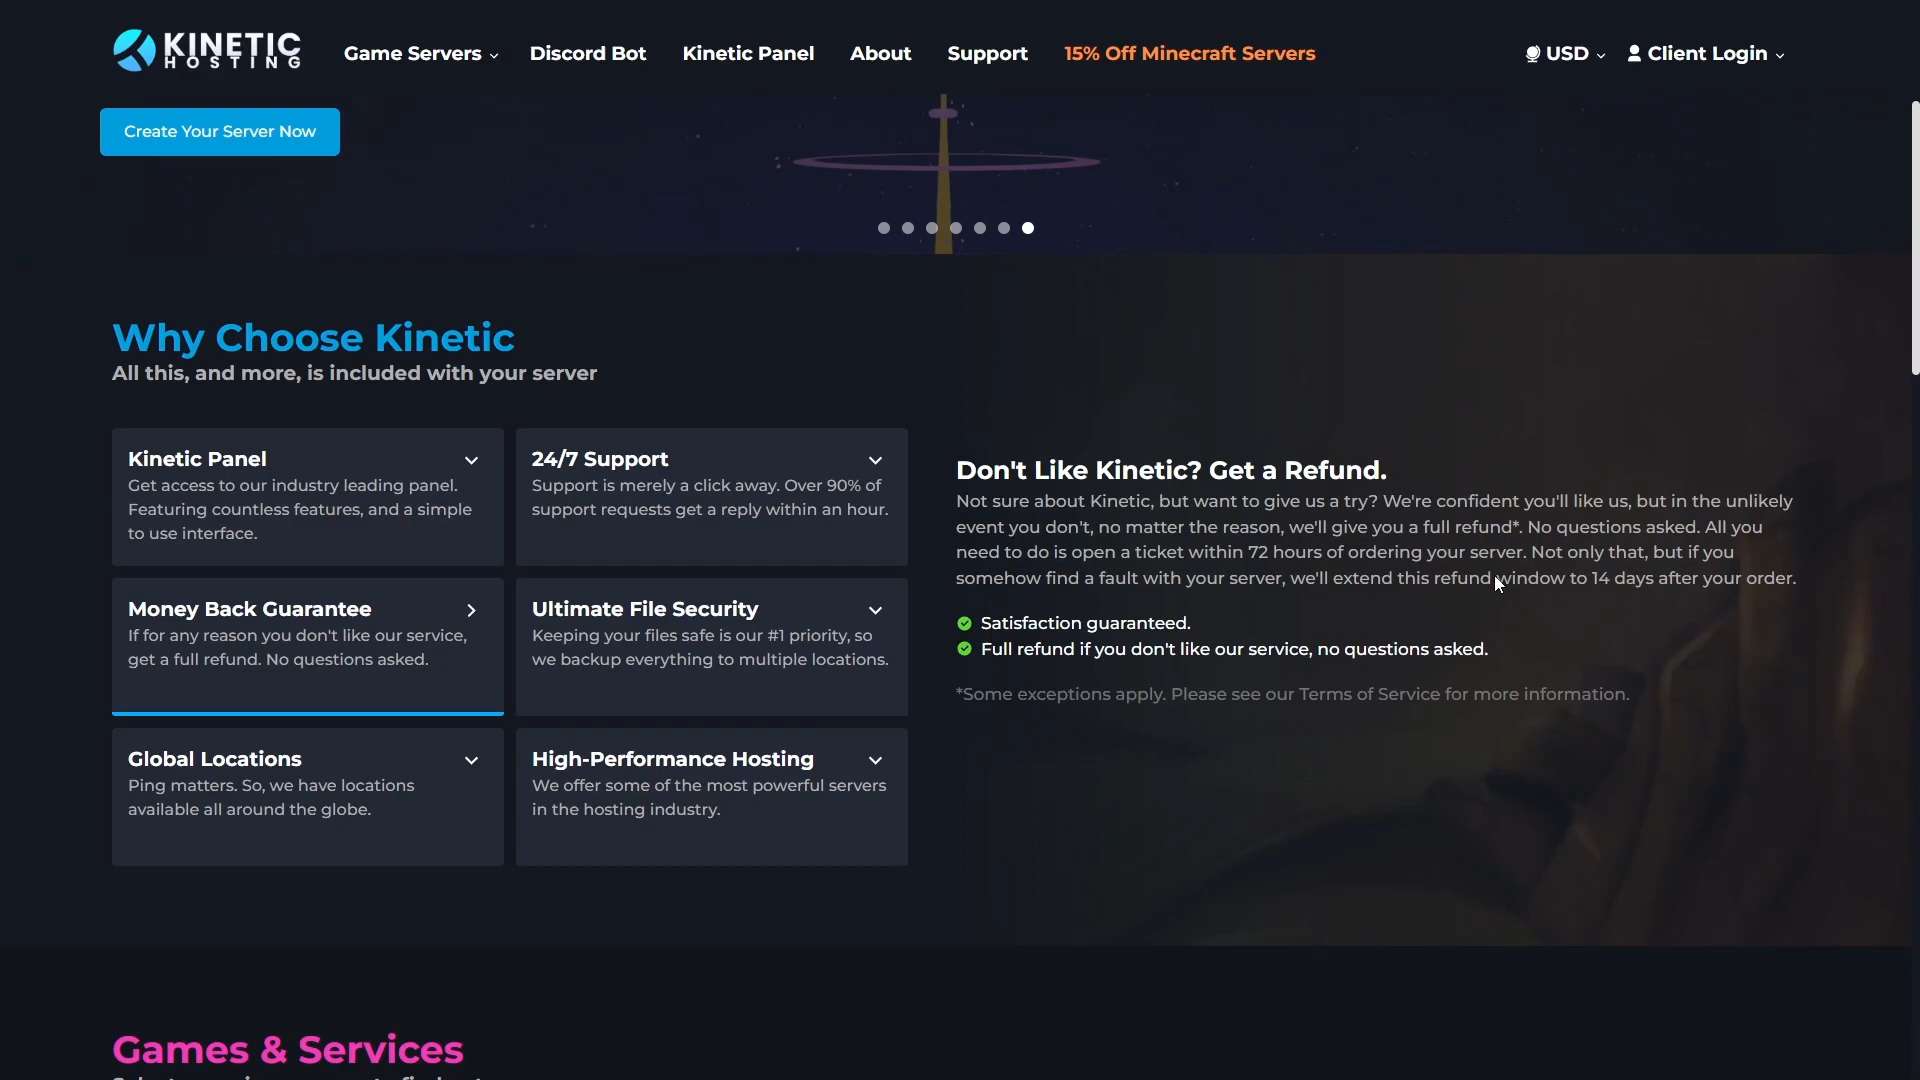 KINETIC
HOSTING
Game Servers
Discord Bot
Kinetic Panel
About
Support
15% Off Minecraft Servers
USD
Client Login
Create Your Server Now
Why Choose Kinetic
All this, and more, is included with your server
Kinetic Panel
Get access to our industry leading panel.
Featuring countless features, and a simple
to use interface.
24/7 Support
Support is merely a click away. Over 90% of
support requests get a reply within an hour.
Money Back Guarantee
If for any reason you don't like our service,
get a full refund. No questions asked.
Ultimate File Security
Keeping your files safe is our #1 priority, so
we backup everything to multiple locations.
Global Locations
Ping matters. So, we have locations
available all around the globe.
High-Performance Hosting
We offer some of the most powerful servers
in the hosting industry.
Don't Like Kinetic? Get a Refund.
Not sure about Kinetic, but want to give us a try? We're confident you'll like us, but in the unlikely
event you don't, no matter the reason, we'll give you a full refund*. No questions asked. All you
need to do is open a ticket within 72 hours of ordering your server. Not only that, but if you
somehow find a fault with your server, we'll extend this refund window to 14 days after your order.
Satisfaction guaranteed.
Full refund if you don't like our service, no questions asked.
*Some exceptions apply. Please see our Terms of Service for more information.
Games & Services